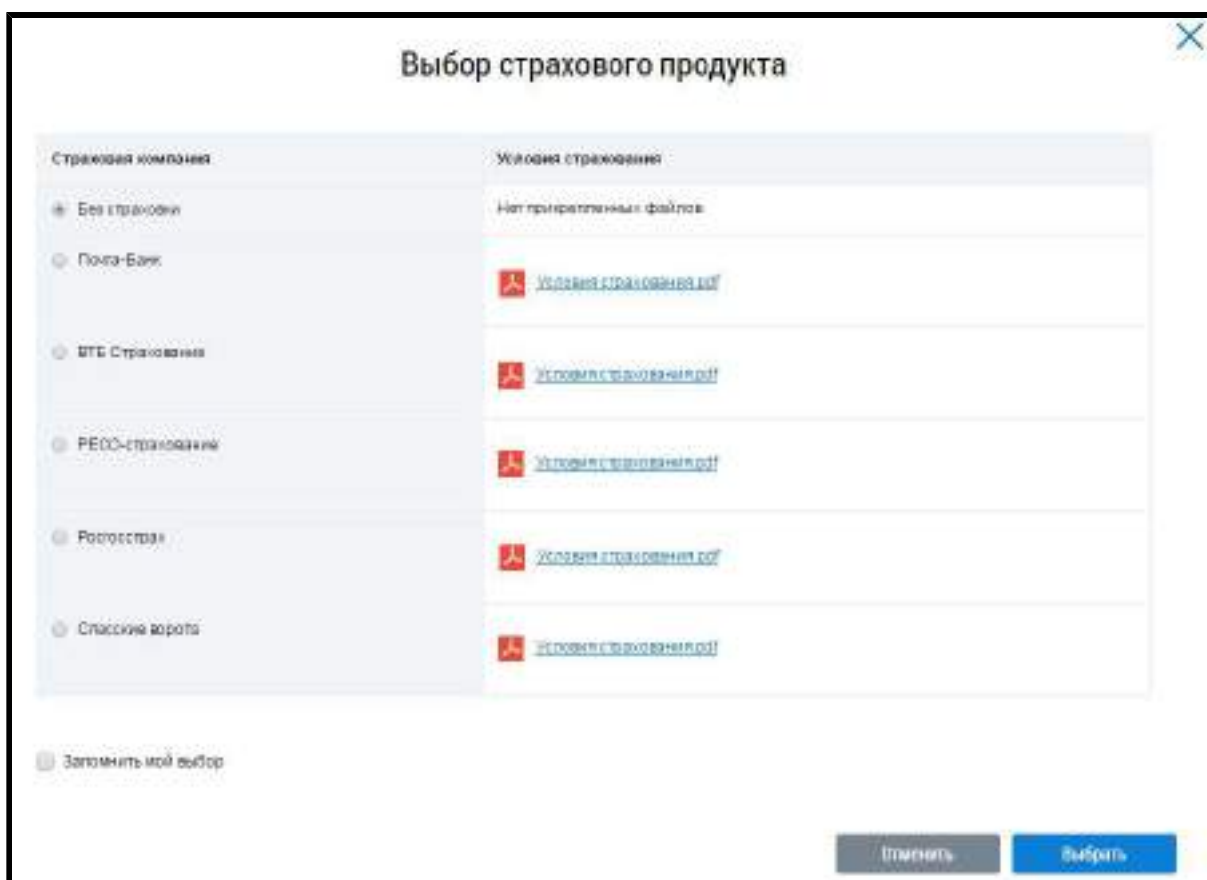 Выбор страхового продукта
Страховая компания Условия страхования
Без страховки Нет прикрепленных файлов
Почта-Банк
Условия страхования.pdf
ВТБ Страхование
Условия страхования.pdf
РЕСО-страхование
Условия страхования.pdf
Росгосстрах
Условия страхования.pdf
Спасские ворота
Условия страхования.pdf
Запомнить мой выбор
Отменить Выбрать